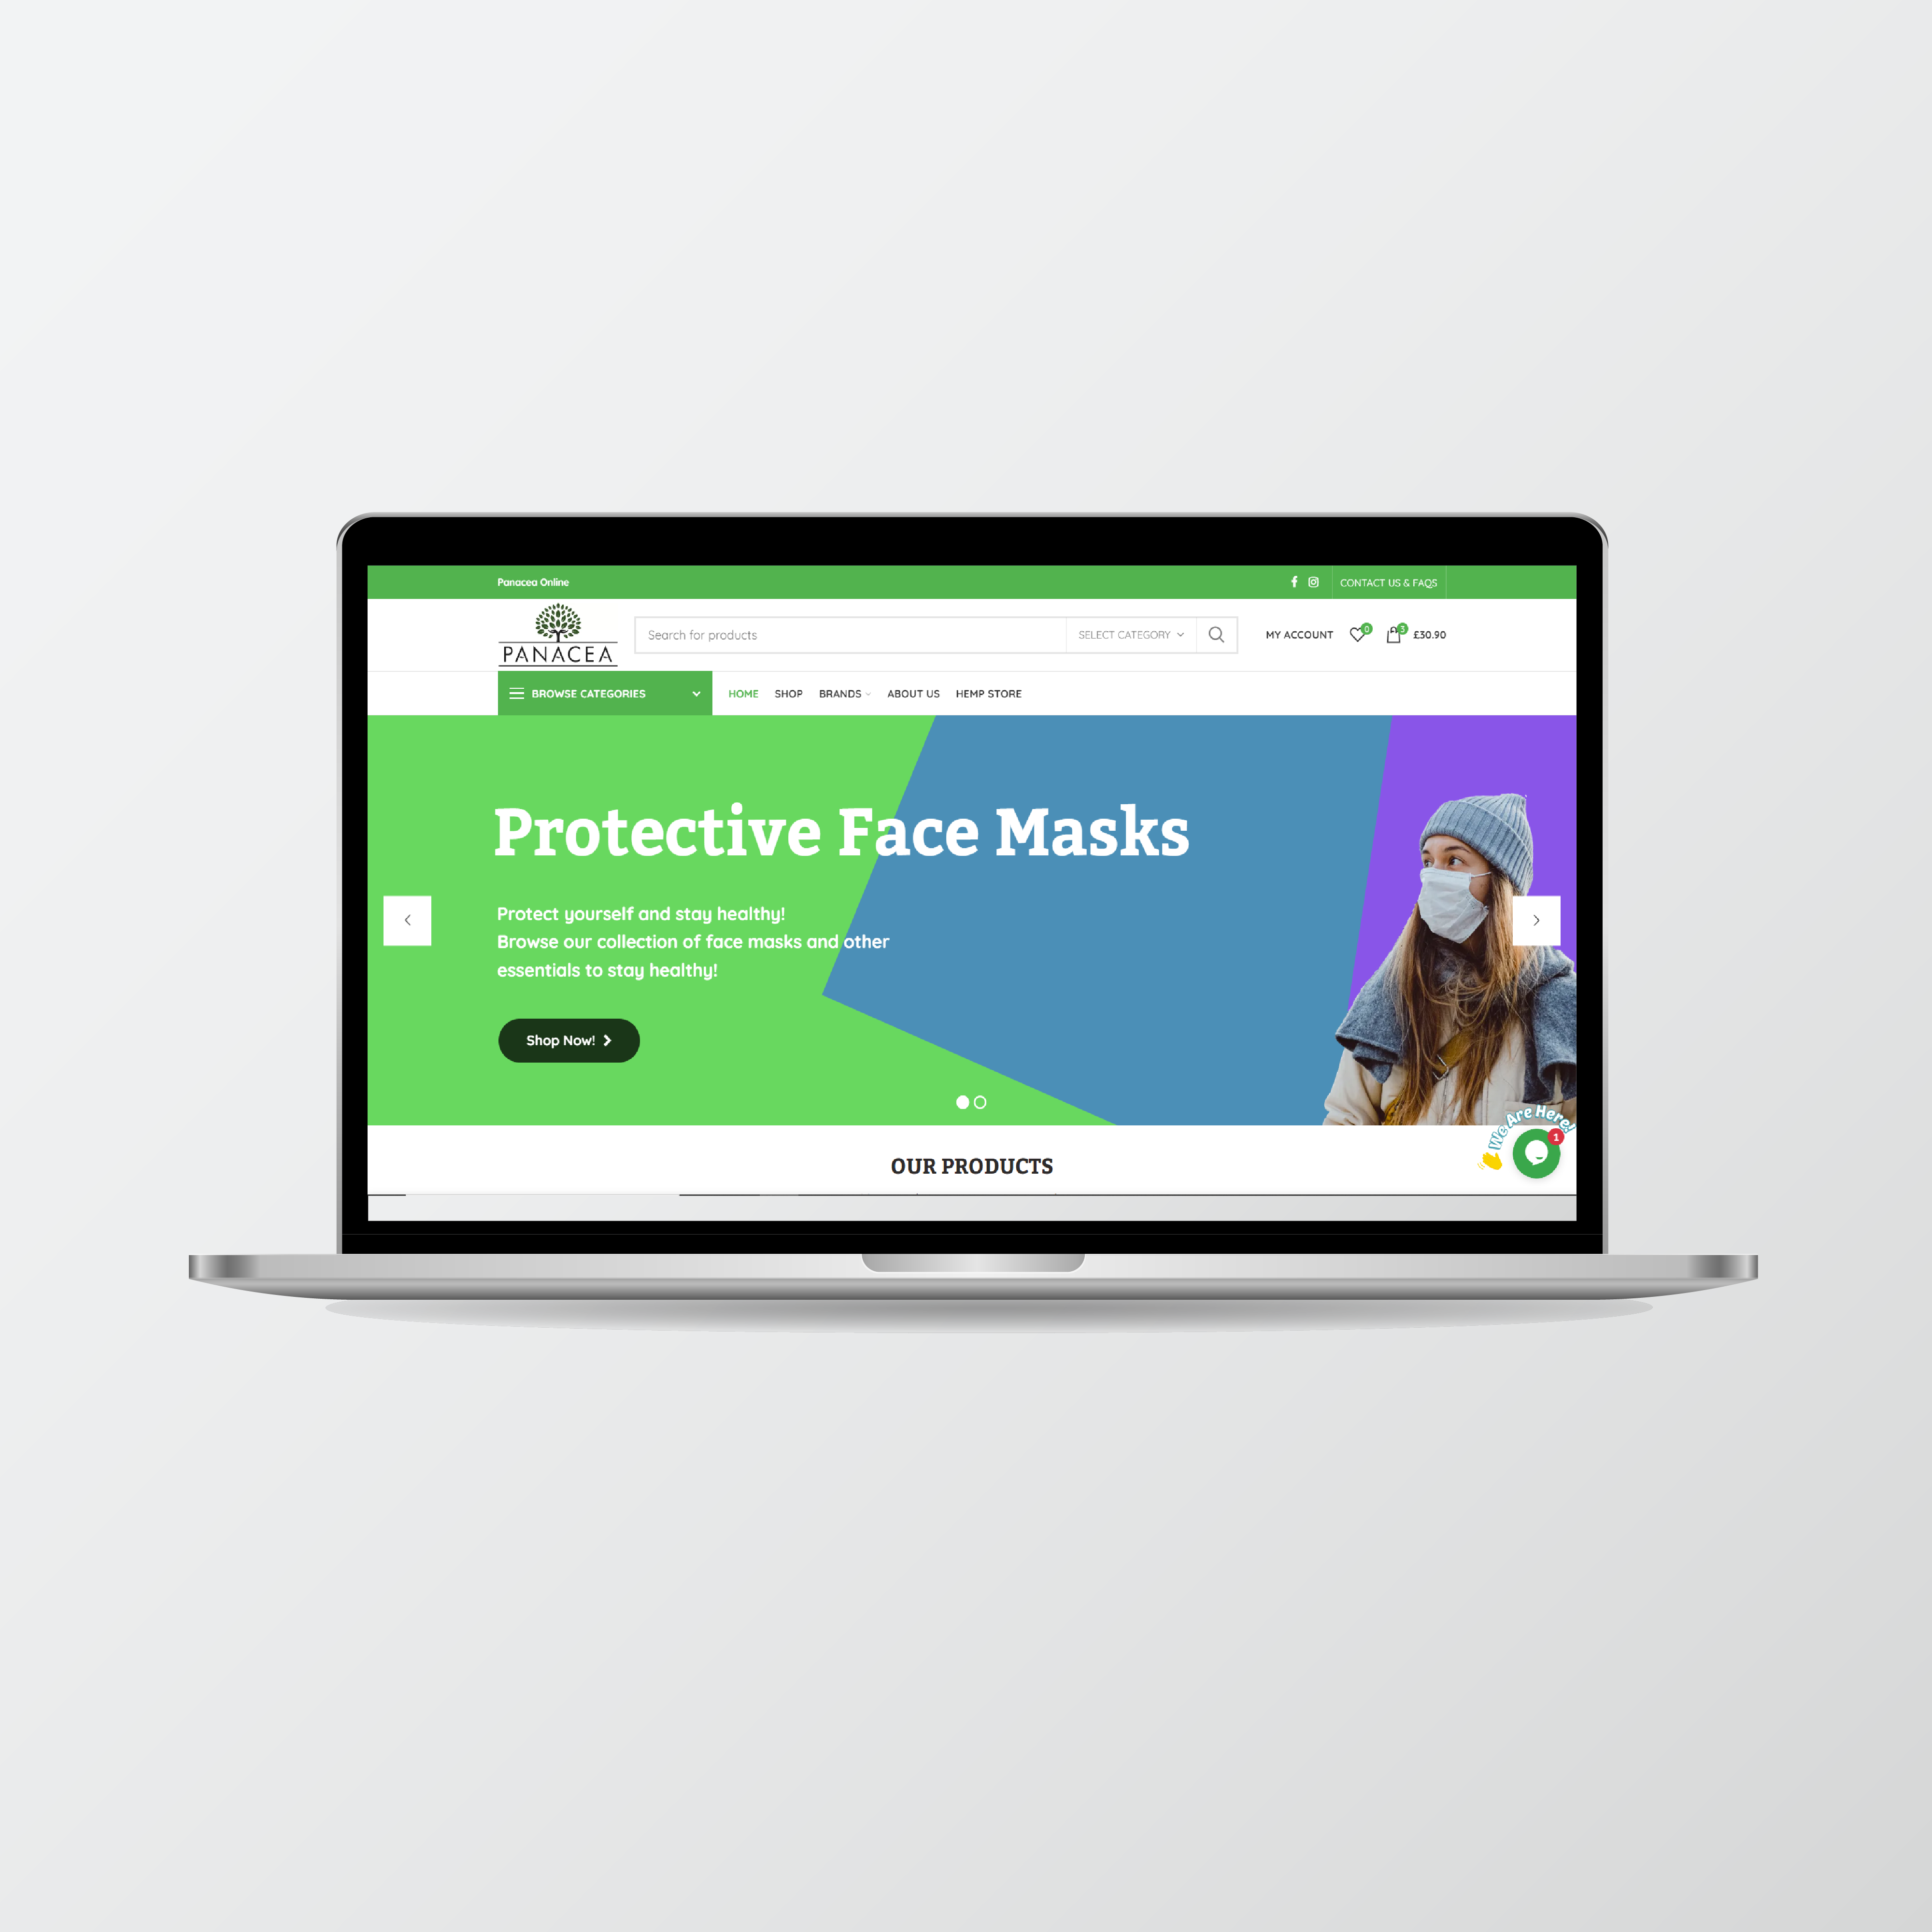 Panacea Online
CONTACT US & FAQS
PANACEA
Search for products
SELECT CATEGORY
MY ACCOUNT
0
3
£30.90
BROWSE CATEGORIES
HOME
SHOP
BRANDS
ABOUT US
HEMP STORE
Protective Face Masks
Protect yourself and stay healthy!
Browse our collection of face masks and other
essentials to stay healthy!
Shop Now!
We Are Here!
1
OUR PRODUCTS